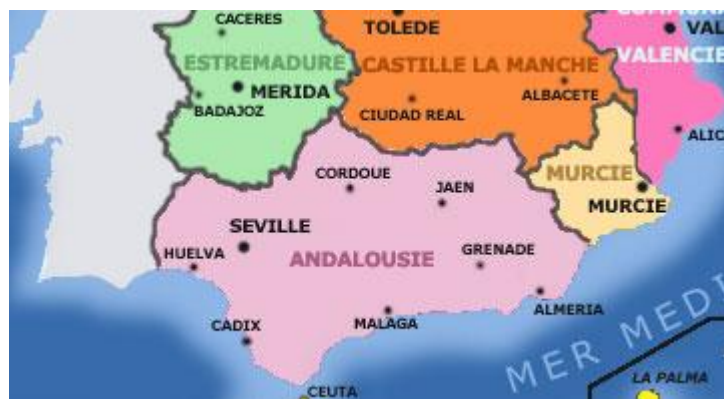 CACERES
TOLEDE
VAL
ESTREMADURE
CASTILLE LA MANCHE
VALENCIE
MERIDA
ALBACETE
BADAJOZ
CIUDAD REAL
ALIC
CORDOUE
JAEN
MURCIE
MURCIE
SEVILLE
HUELVA
ANDALOUSIE
GRENADE
ALMERIA
CADIX
MALAGA
MER MEDI
LA PALMA
CEUTA